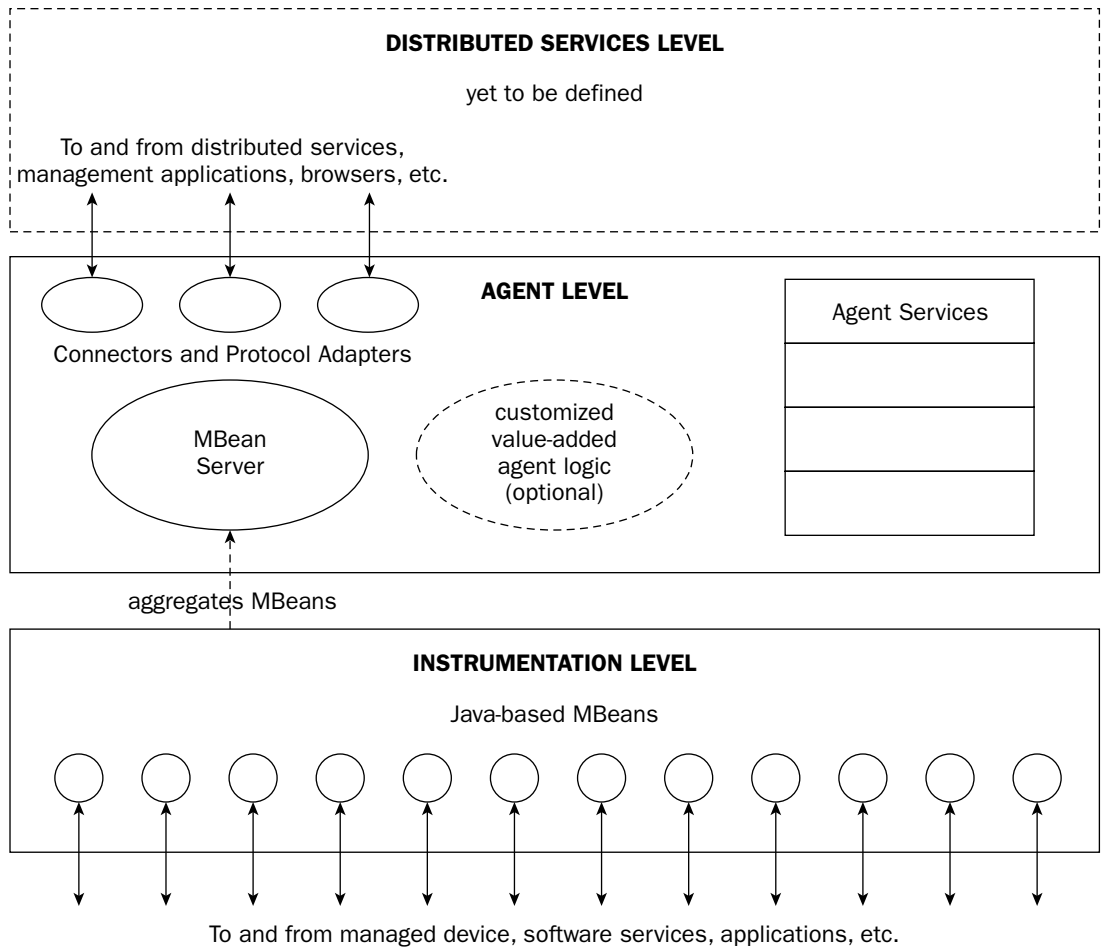 DISTRIBUTED SERVICES LEVEL
yet to be defined
To and from distributed services,
management applications, browsers, etc.
AGENT LEVEL
Agent Services
Connectors and Protocol Adapters
MBean
Server
customized
value-added
agent logic
(optional)
aggregates MBeans
INSTRUMENTATION LEVEL
Java-based MBeans
To and from managed device, software services, applications, etc.